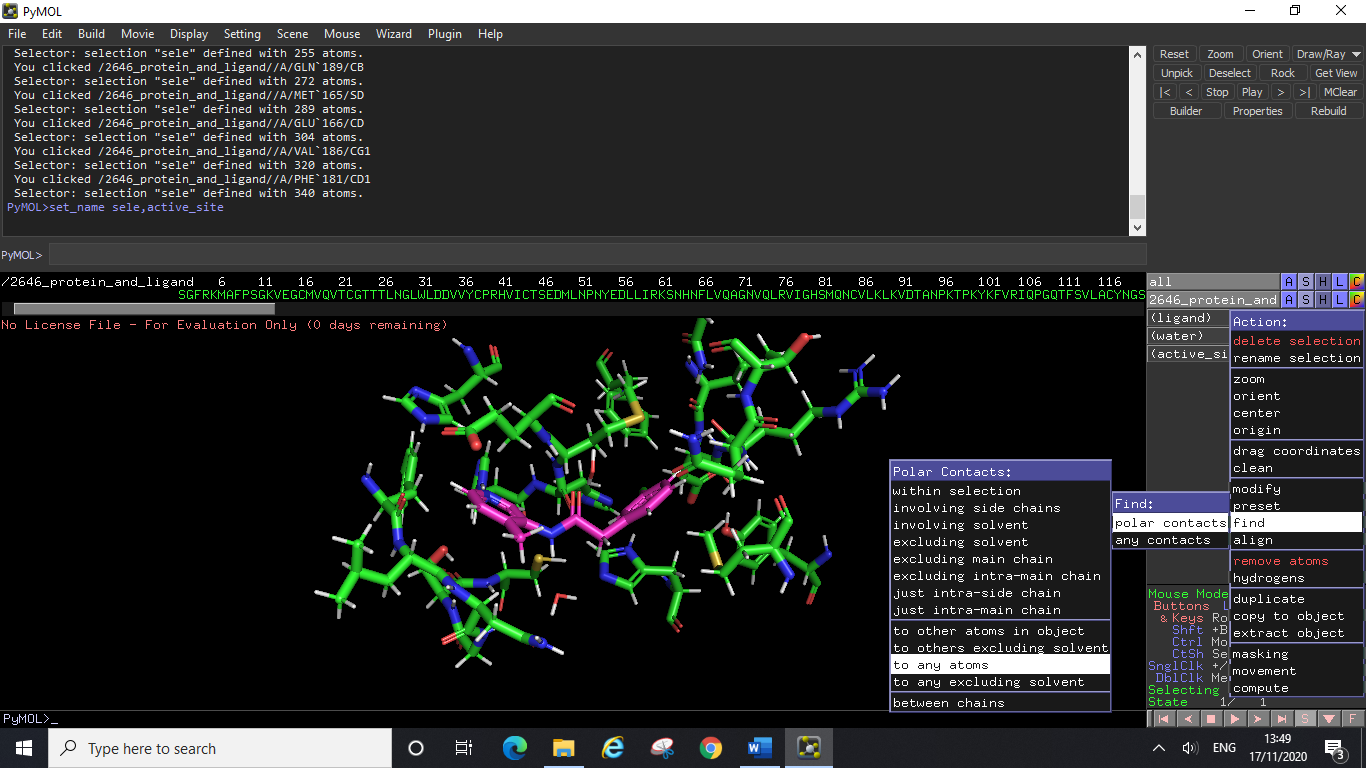 PyMOL
File Edit Build Movie Display Setting Scene Mouse Wizard Plugin Help
Selector: selection "sele" defined with 255 atoms.
You clicked /2646_protein_and_ligand//A/GLN`189/CB
Selector: selection "sele" defined with 272 atoms.
You clicked /2646_protein_and_ligand//A/MET`165/SD
Selector: selection "sele" defined with 289 atoms.
You clicked /2646_protein_and_ligand//A/GLU`166/CD
Selector: selection "sele" defined with 304 atoms.
You clicked /2646_protein_and_ligand//A/VAL`186/CG1
Selector: selection "sele" defined with 320 atoms.
You clicked /2646_protein_and_ligand//A/PHE`181/CD1
Selector: selection "sele" defined with 340 atoms.
PyMOL>set_name sele,active_site
PyMOL>
Reset Zoom Orient Draw/Ray
Unpick Deselect Rock Get View
|< < Stop Play > >| MClear
Builder Properties Rebuild
/2646_protein_and_ligand 6 11 16 21 26 31 36 41 46 51 56 61 66 71 76 81 86 91 96 101 106 111 116
SGFRKMAFPSGKVEGCMVQVTCGTTTLNGLWLDDVVYCPRHVICTSEDMLNPNYEDLLIRKSNHNFLVQAGNVQLRVIGHSMQNCVLKLKVDTANPKTPKYKFVRIQPGQTFSVLACYNGS
No License File - For Evaluation Only (0 days remaining)
all A S H L C
2646_protein_and A S H L C
(ligand)
(water)
(active_si
Action:
delete selection
rename selection
zoom
orient
center
origin
drag coordinates
clean
modify
preset
find
align
remove atoms
hydrogens
duplicate
copy to object
extract object
masking
movement
compute
Find:
polar contacts
any contacts
Polar Contacts:
within selection
involving side chains
involving solvent
excluding solvent
excluding main chain
excluding intra-main chain
just intra-side chain
just intra-main chain
to other atoms in object
to others excluding solvent
to any atoms
to any excluding solvent
between chains
Mouse Mode
Buttons L
& Keys Ro
Shft +B
Ctrl Mo
CtSh Se
SnglClk +/
DblClk Me
Selecting
State 1/ 1
PyMOL>_
S F
Type here to search
ENG
13:49
17/11/2020
3